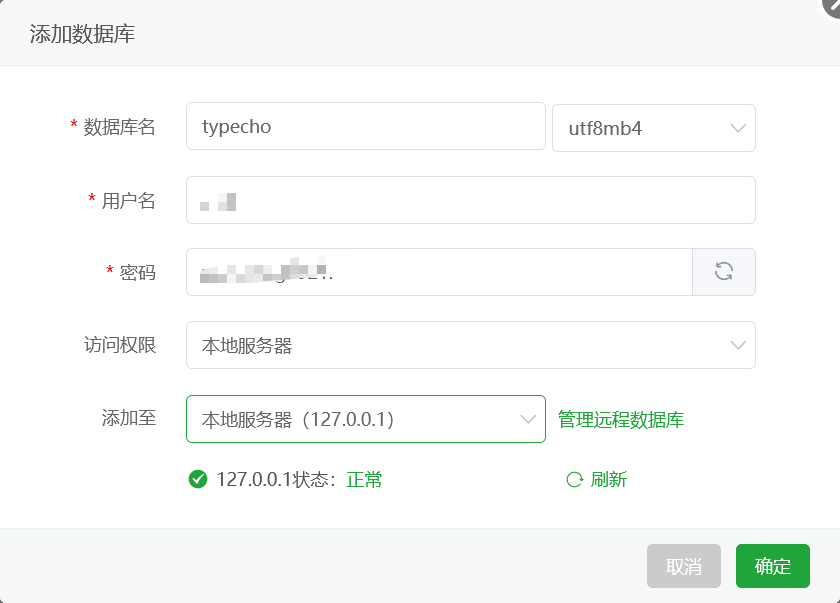 添加数据库
* 数据库名 typecho utf8mb4
* 用户名
* 密码
访问权限 本地服务器
添加至 本地服务器（127.0.0.1） 管理远程数据库
127.0.0.1状态：正常 刷新
取消 确定